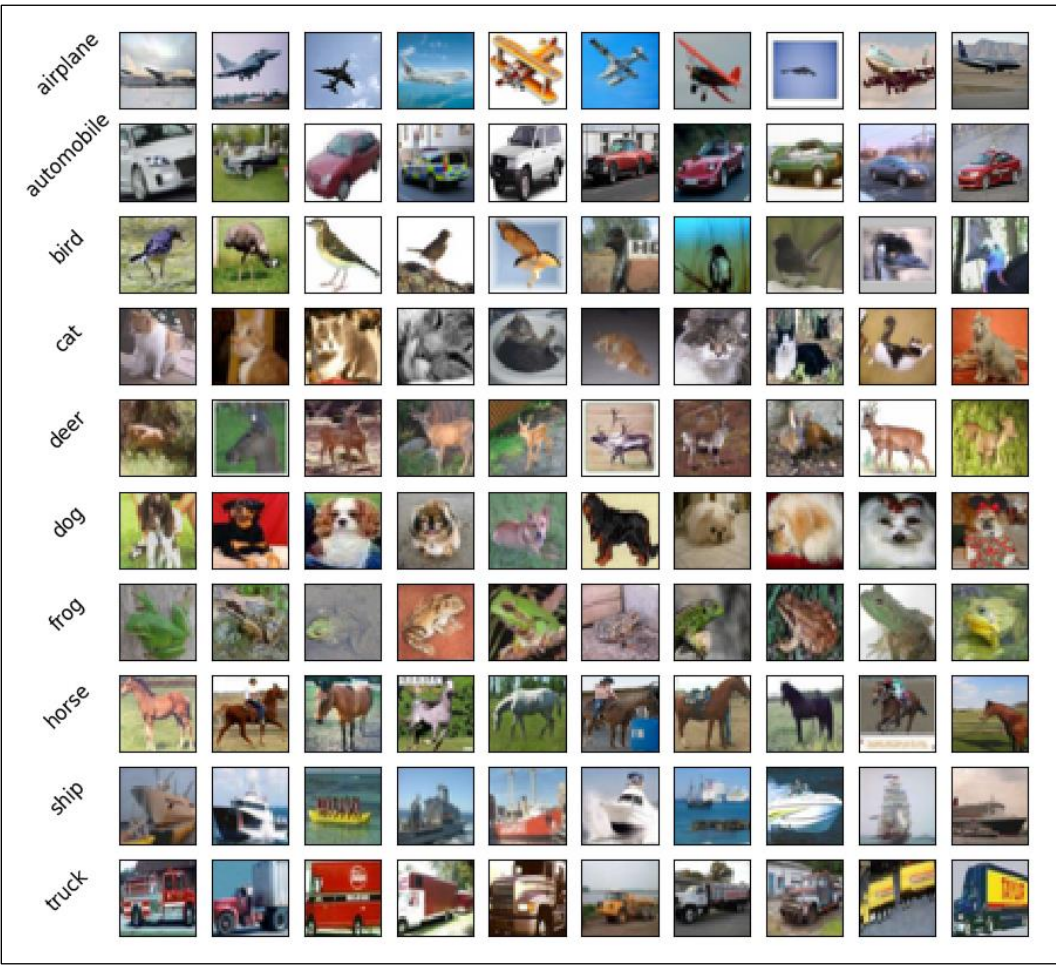 airplane
automobile
bird
cat
deer
dog
frog
horse
ship
truck